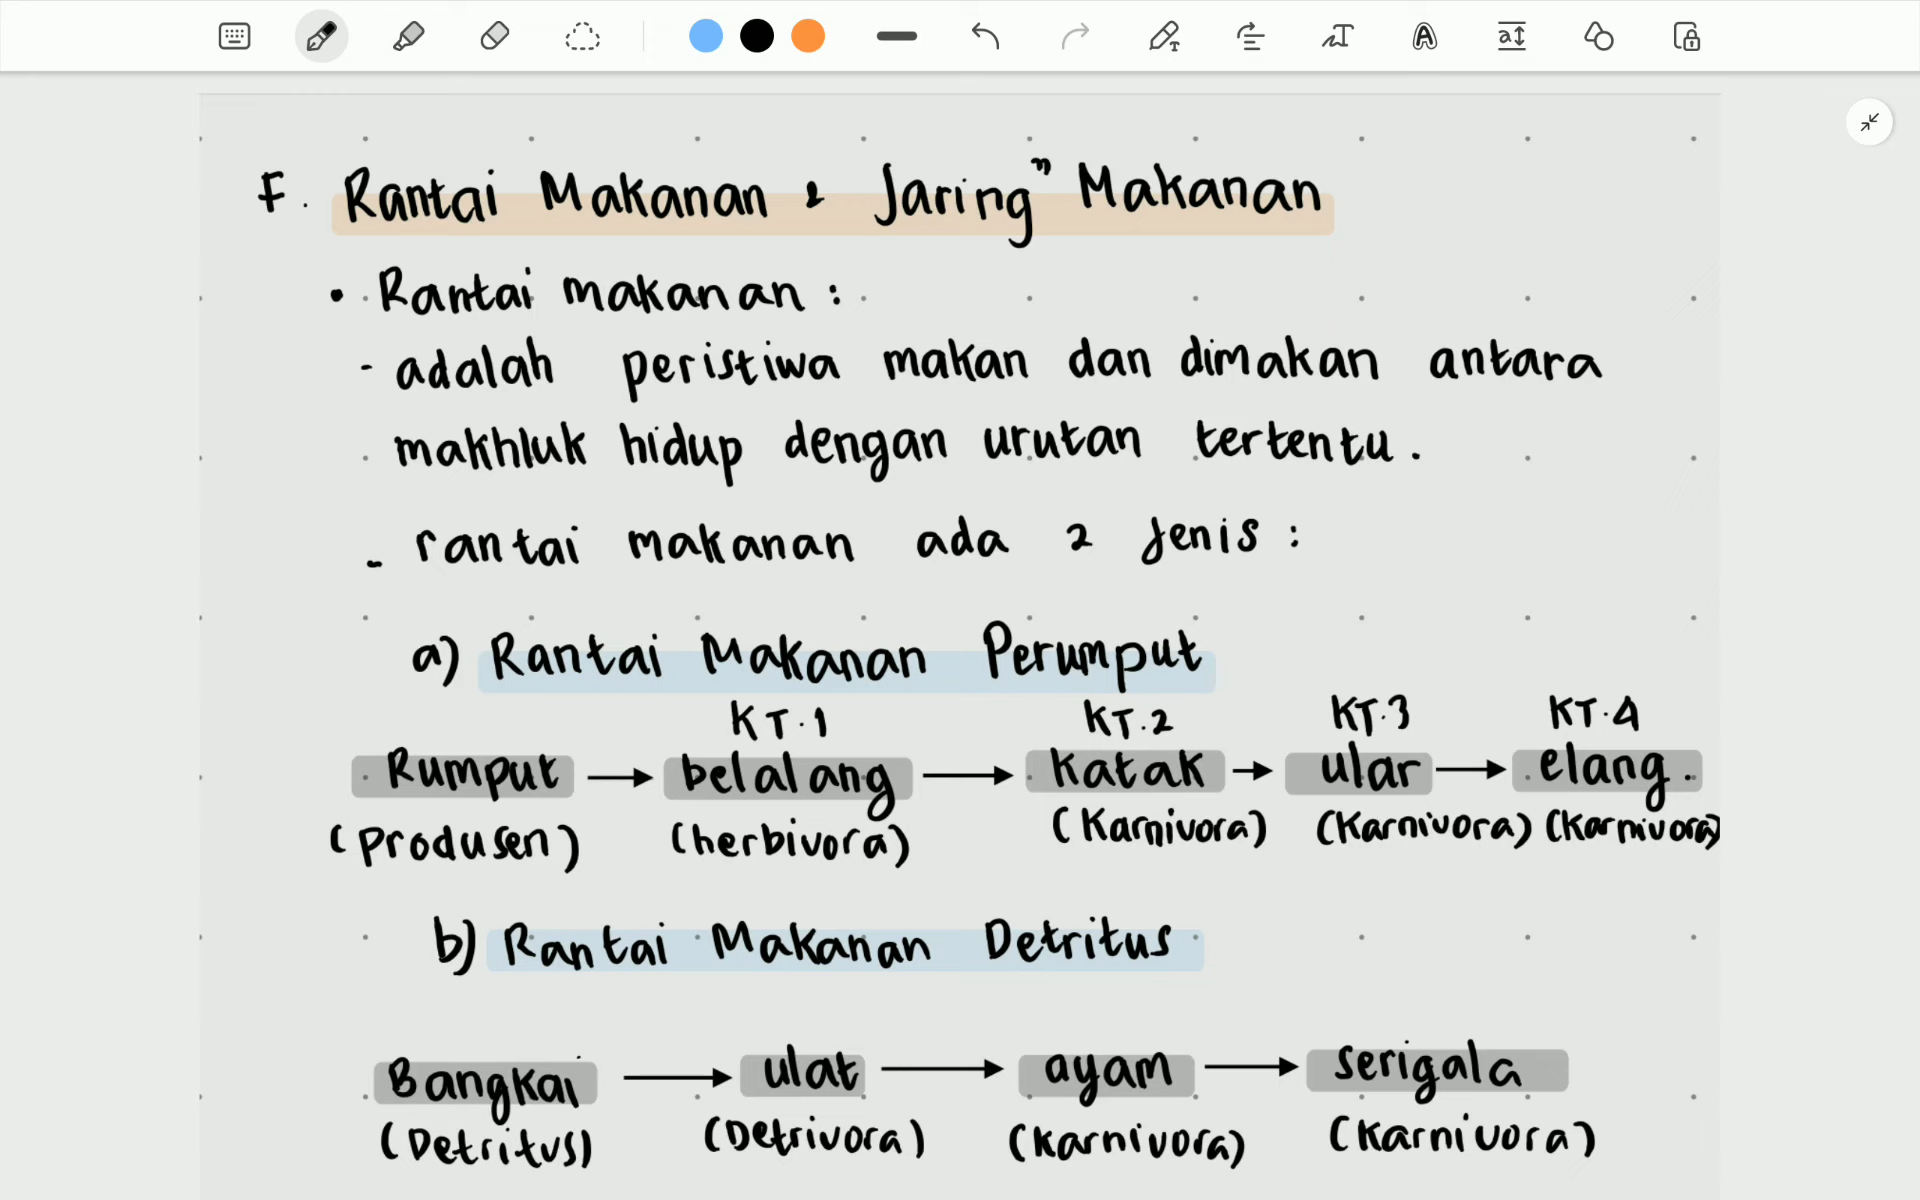 F. Rantai Makanan & Jaring" Makanan
• Rantai makanan :
- adalah peristiwa makan dan dimakan antara
makhluk hidup dengan urutan tertentu.
- rantai makanan ada 2 jenis :
a) Rantai Makanan Perumput
KT.1 KT.2 KT.3 KT.4
Rumput → belalang → katak → ular → elang.
(Produsen) (herbivora) (Karnivora) (Karnivora) (Karnivora)
b) Rantai Makanan Detritus
Bangkai → ulat → ayam → serigala
(Detritus) (Detrivora) (Karnivora) (Karnivora)